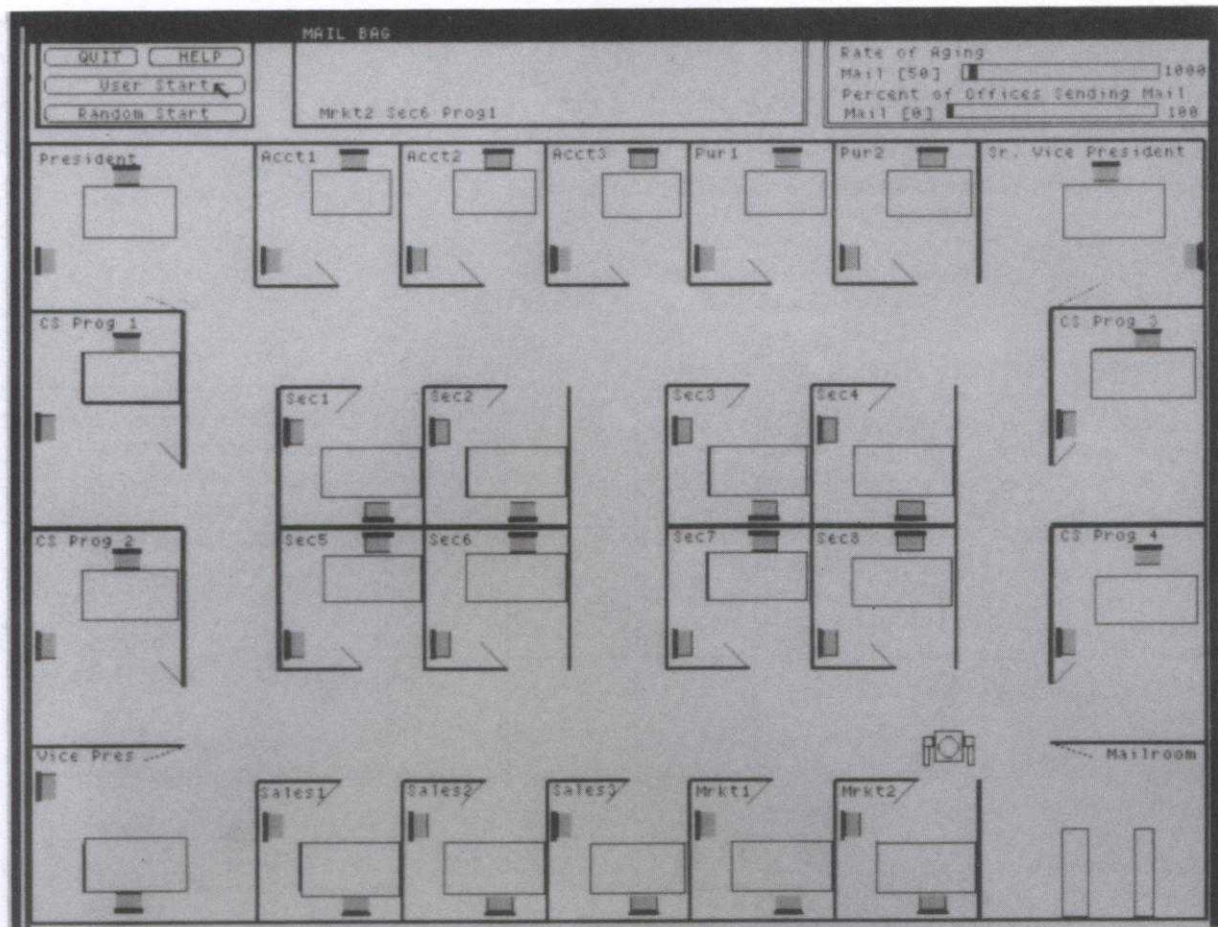 MAIL BAG
QUIT HELP
User Start
Random Start
Mrkt2 Sec6 Prog1
Rate of Aging
Mail [50] 1000
Percent of Offices Sending Mail
Mail [0] 100
President Acct1 Acct2 Acct3 Pur1 Pur2 Sr. Vice President
CS Prog 1 CS Prog 3
Sec1 Sec2 Sec3 Sec4
CS Prog 2 Sec5 Sec6 Sec7 Sec8 CS Prog 4
Vice Pres Mailroom
Sales1 Sales2 Sales3 Mrkt1 Mrkt2